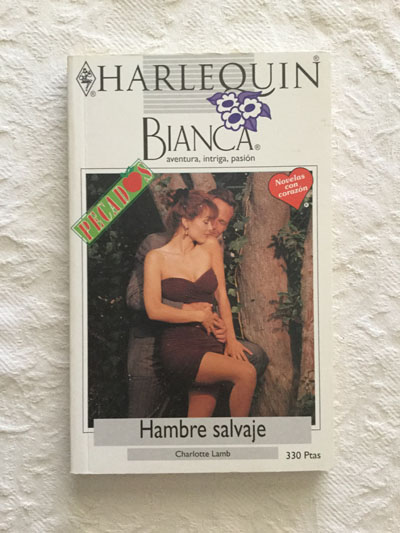 HARLEQUIN®
®
BIANCA®
aventura, intriga, pasión
PECADOS
Novelas
con
corazón
Hambre salvaje
Charlotte Lamb
330 Ptas